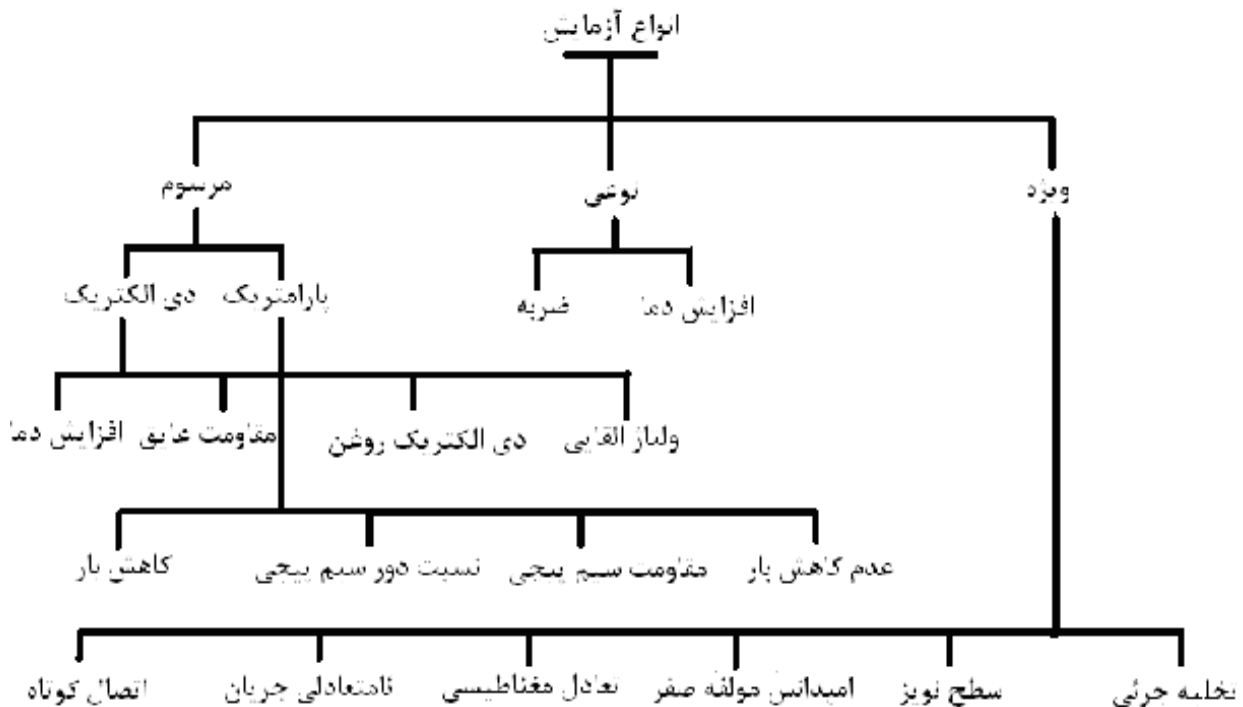 انواع آزمایش
ویژه نوعی مرسوم
پارامتریک دی الکتریک
افزایش دما ضربه
ولتاژ القایی دی الکتریک روغن مقاومت عایق افزایش دما
عدم کاهش بار مقاومت سیم پیچی نسبت دور سیم پیچی کاهش بار
تخلیه جرئی سطح نویز امپدانس مولفه صفر تعادل مغناطیسی نامتعادلی جریان اتصال کوتاه